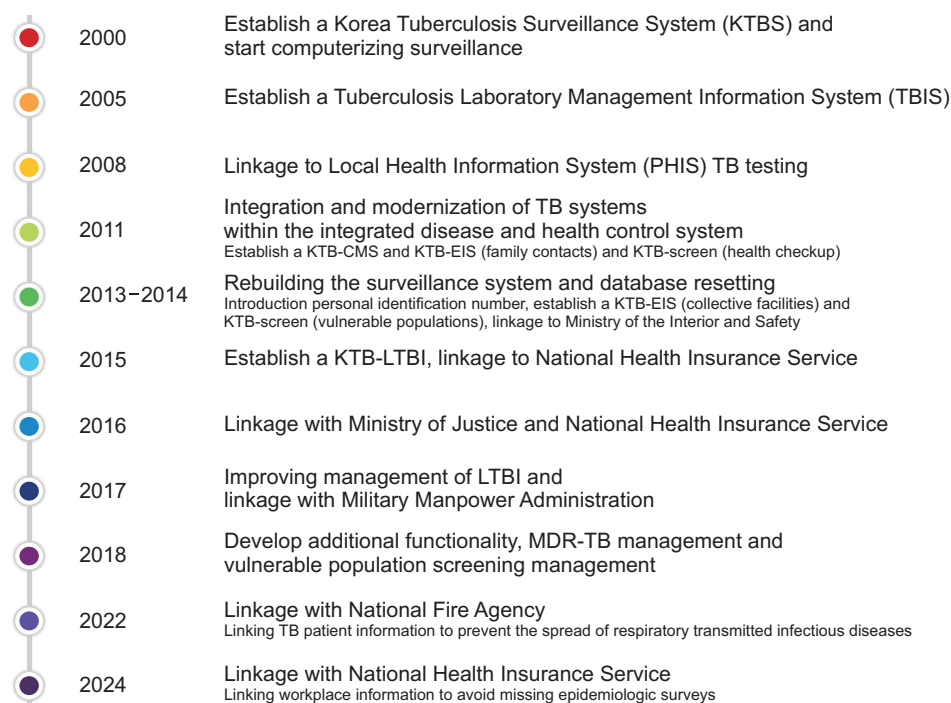 2000
Establish a Korea Tuberculosis Surveillance System (KTBS) and
start computerizing surveillance
2005
Establish a Tuberculosis Laboratory Management Information System (TBIS)
2008
Linkage to Local Health Information System (PHIS) TB testing
2011
Integration and modernization of TB systems
within the integrated disease and health control system
Establish a KTB-CMS and KTB-EIS (family contacts) and KTB-screen (health checkup)
2013–2014
Rebuilding the surveillance system and database resetting
Introduction personal identification number, establish a KTB-EIS (collective facilities) and
KTB-screen (vulnerable populations), linkage to Ministry of the Interior and Safety
2015
Establish a KTB-LTBI, linkage to National Health Insurance Service
2016
Linkage with Ministry of Justice and National Health Insurance Service
2017
Improving management of LTBI and
linkage with Military Manpower Administration
2018
Develop additional functionality, MDR-TB management and
vulnerable population screening management
2022
Linkage with National Fire Agency
Linking TB patient information to prevent the spread of respiratory transmitted infectious diseases
2024
Linkage with National Health Insurance Service
Linking workplace information to avoid missing epidemiologic surveys